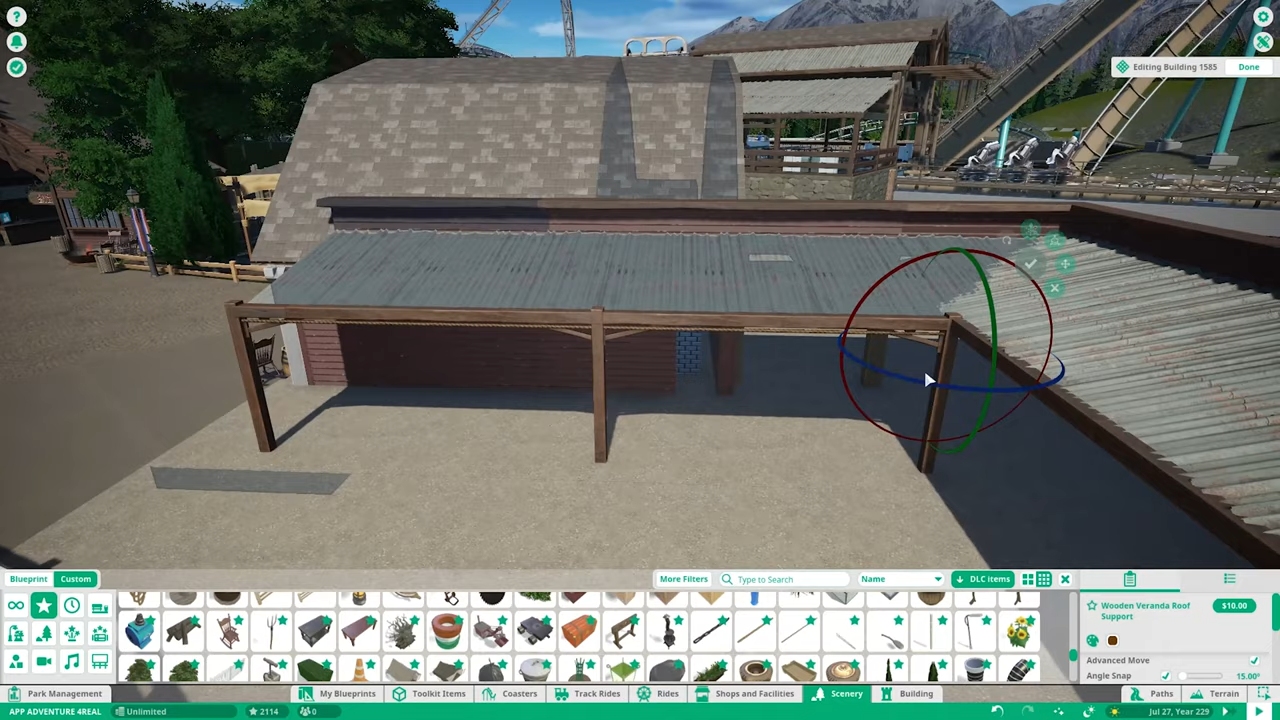 ?
Editing Building 1585 Done
Blueprint Custom
More Filters Type to Search Name DLC items
Wooden Veranda Roof Support $10.00
Advanced Move
Angle Snap 15.00°
Park Management My Blueprints Toolkit Items Coasters Track Rides Rides Shops and Facilities Scenery Building Paths Terrain
APP ADVENTURE 4REAL Unlimited 2114 0 Jul 27, Year 229